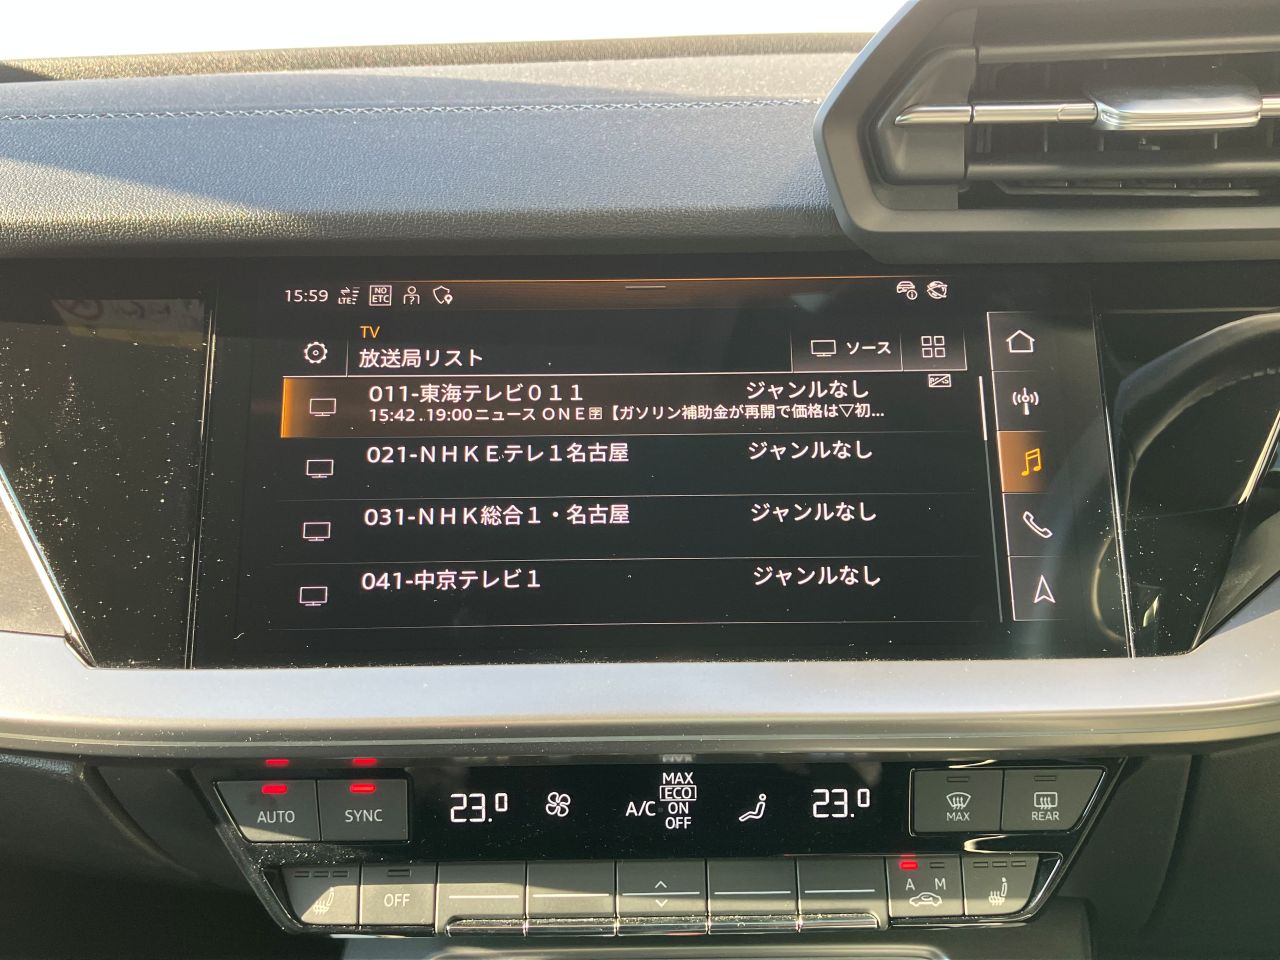 15:59 LTE NO ETC
TV
放送局リスト ソース
011-東海テレビ０１１ ジャンルなし
15:42 .19:00ニュース ＯＮＥ🈑【ガソリン補助金が再開で価格は▽初...
021-ＮＨＫＥテレ１名古屋 ジャンルなし
031-ＮＨＫ総合１・名古屋 ジャンルなし
041-中京テレビ１ ジャンルなし
AUTO SYNC 23.0 A/C MAX ECO ON OFF 23.0 MAX REAR
OFF A M